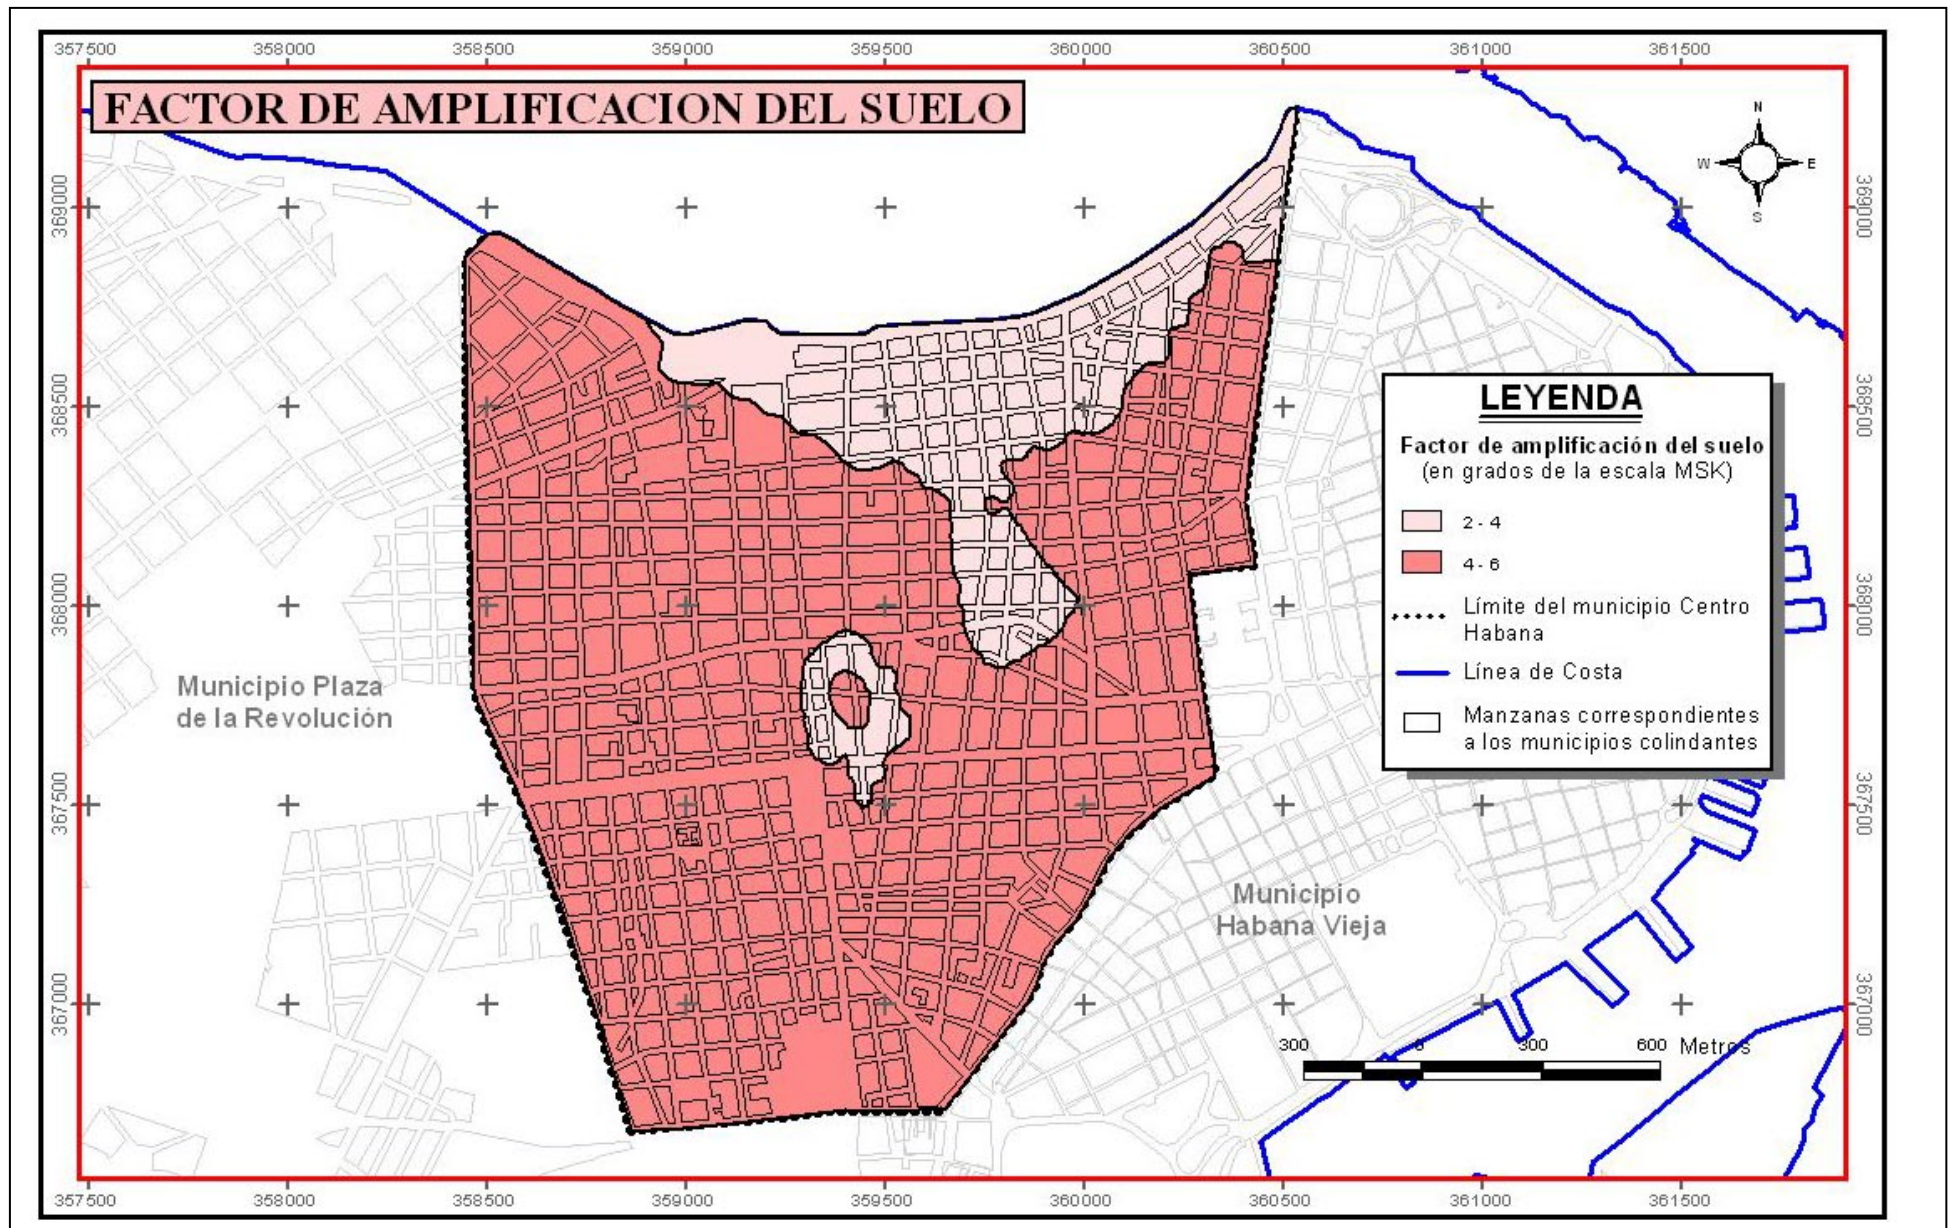 357500 358000 358500 359000 359500 360000 360500 361000 361500
FACTOR DE AMPLIFICACION DEL SUELO
N
W E
S
369000 369000
LEYENDA
Factor de amplificación del suelo
(en grados de la escala MSK)
2 - 4
4 - 6
Límite del municipio Centro
Habana
Línea de Costa
Manzanas correspondientes
a los municipios colindantes
368500 368500
368000 368000
Municipio Plaza
de la Revolución
367500 367500
Municipio
Habana Vieja
367000 367000
300 0 300 600 Metros
357500 358000 358500 359000 359500 360000 360500 361000 361500